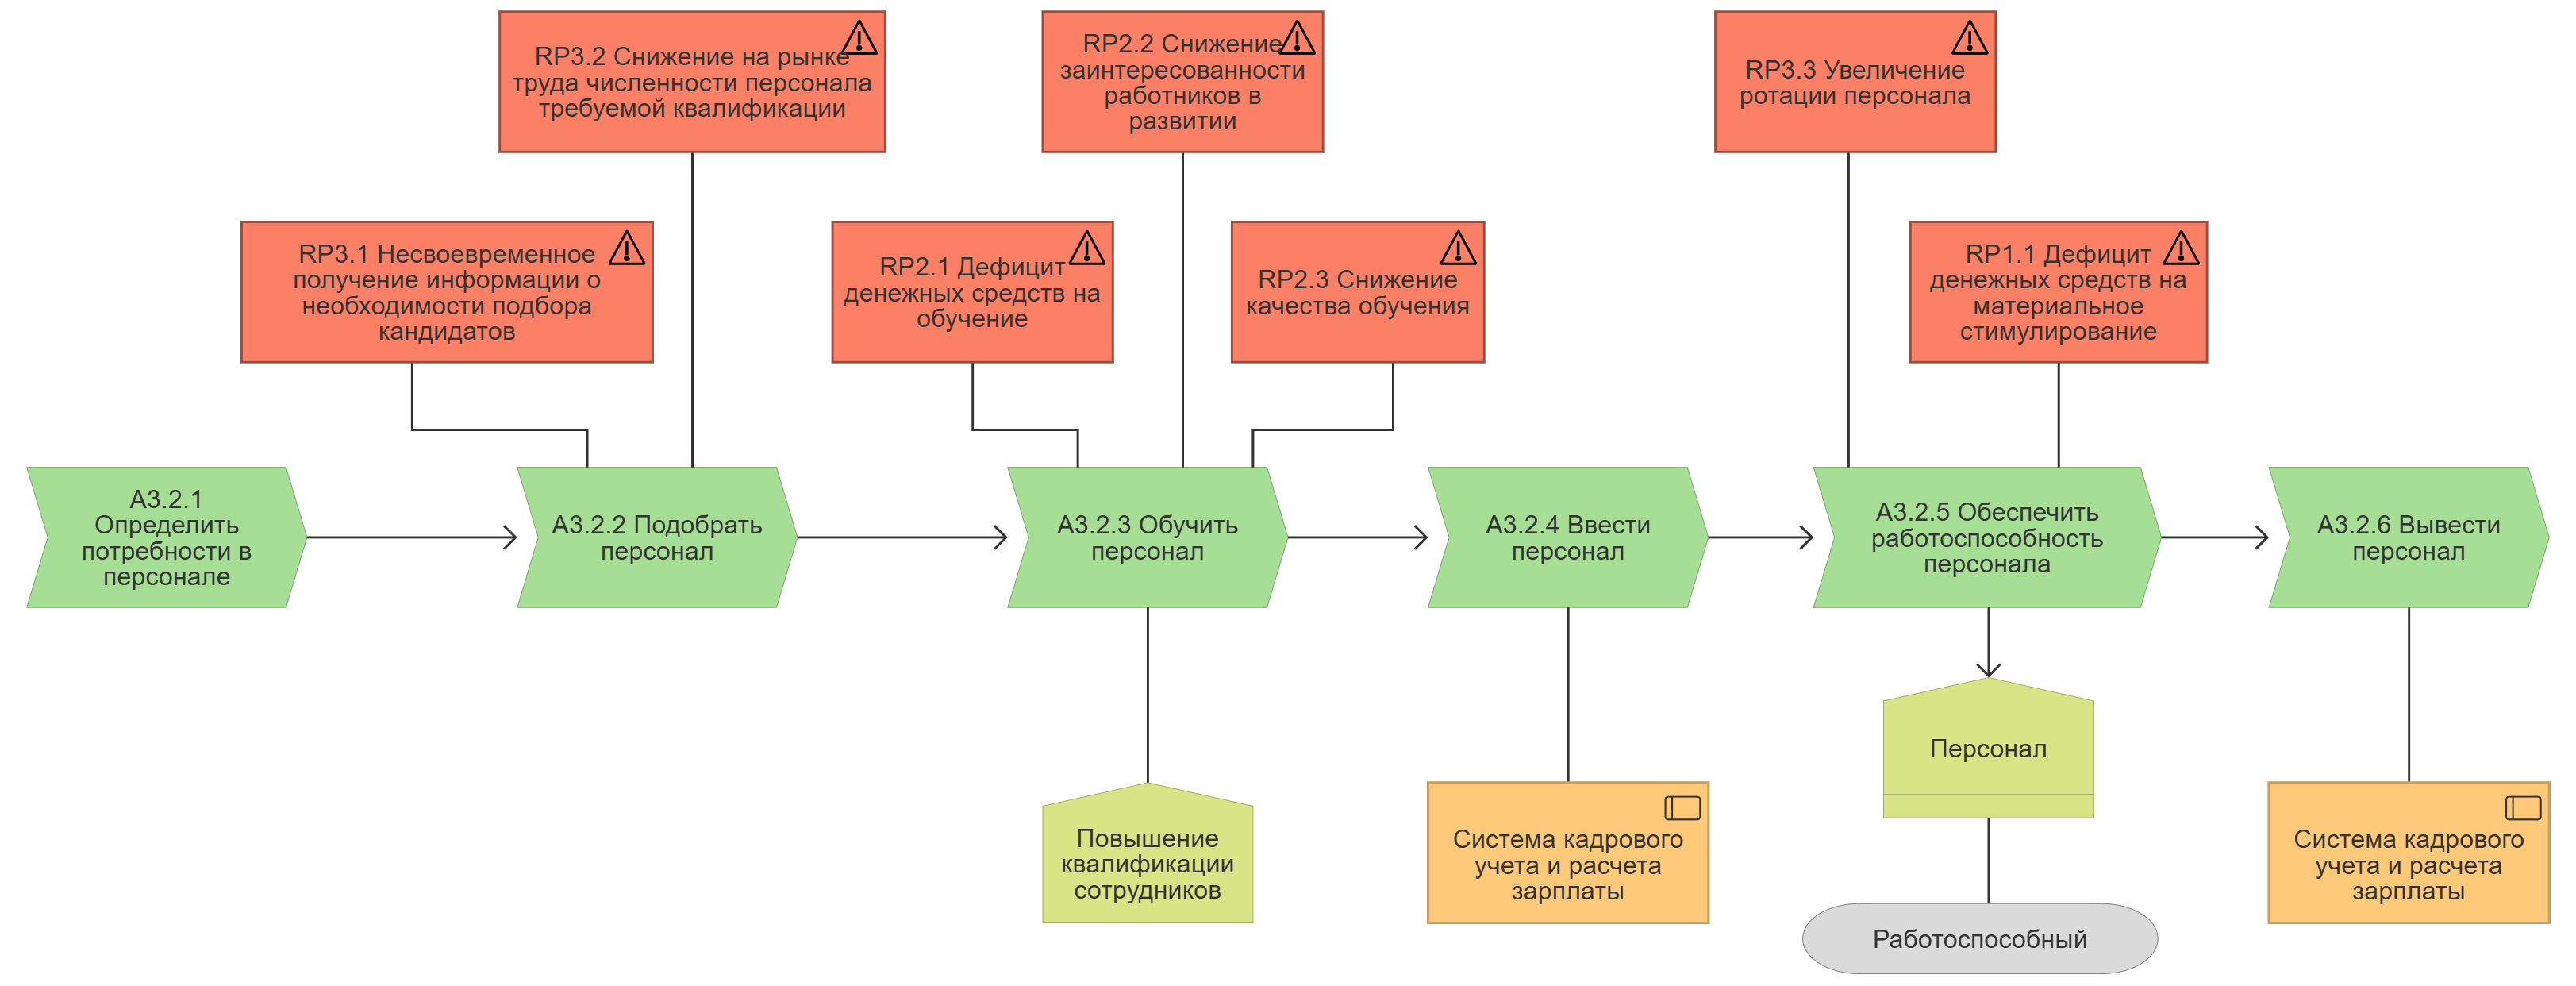 RP3.2 Снижение на рынке
труда численности персонала
требуемой квалификации
RP2.2 Снижение
заинтересованности
работников в
развитии
RP3.3 Увеличение
ротации персонала
RP3.1 Несвоевременное
получение информации о
необходимости подбора
кандидатов
RP2.1 Дефицит
денежных средств на
обучение
RP2.3 Снижение
качества обучения
RP1.1 Дефицит
денежных средств на
материальное
стимулирование
A3.2.1
Определить
потребности в
персонале
A3.2.2 Подобрать
персонал
A3.2.3 Обучить
персонал
A3.2.4 Ввести
персонал
A3.2.5 Обеспечить
работоспособность
персонала
A3.2.6 Вывести
персонал
Персонал
Повышение
квалификации
сотрудников
Система кадрового
учета и расчета
зарплаты
Система кадрового
учета и расчета
зарплаты
Работоспособный